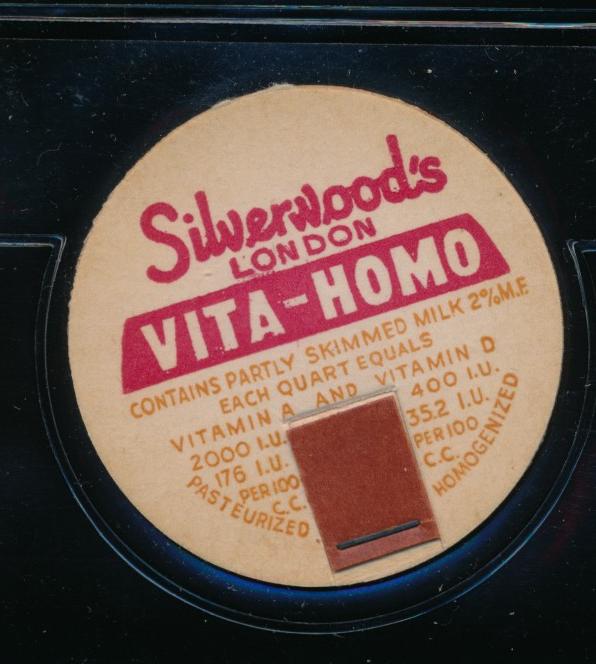 Silverwood's
LONDON
VITA-HOMO
CONTAINS PARTLY SKIMMED MILK 2% M.F.
EACH QUART EQUALS
VITAMIN A AND VITAMIN D
2000 I.U. 400 I.U.
176 I.U. 35.2 I.U.
PER 100 PER 100
C.C. C.C.
PASTEURIZED HOMOGENIZED